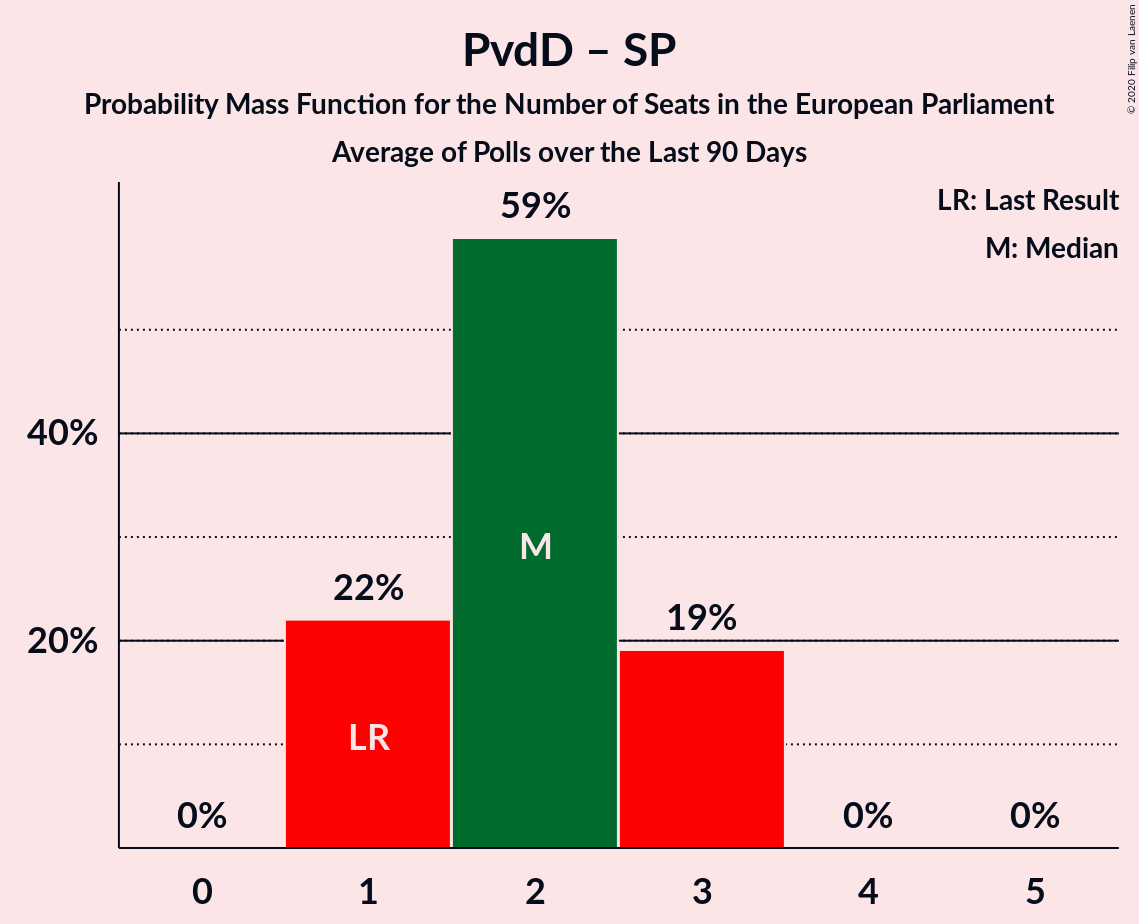 PvdD – SP
Probability Mass Function for the Number of Seats in the European Parliament
Average of Polls over the Last 90 Days
© 2020 Filip van Laenen
LR: Last Result
M: Median
59%
40%
M
22%
19%
20%
LR
0%
0%
0%
0
1
2
3
4
5